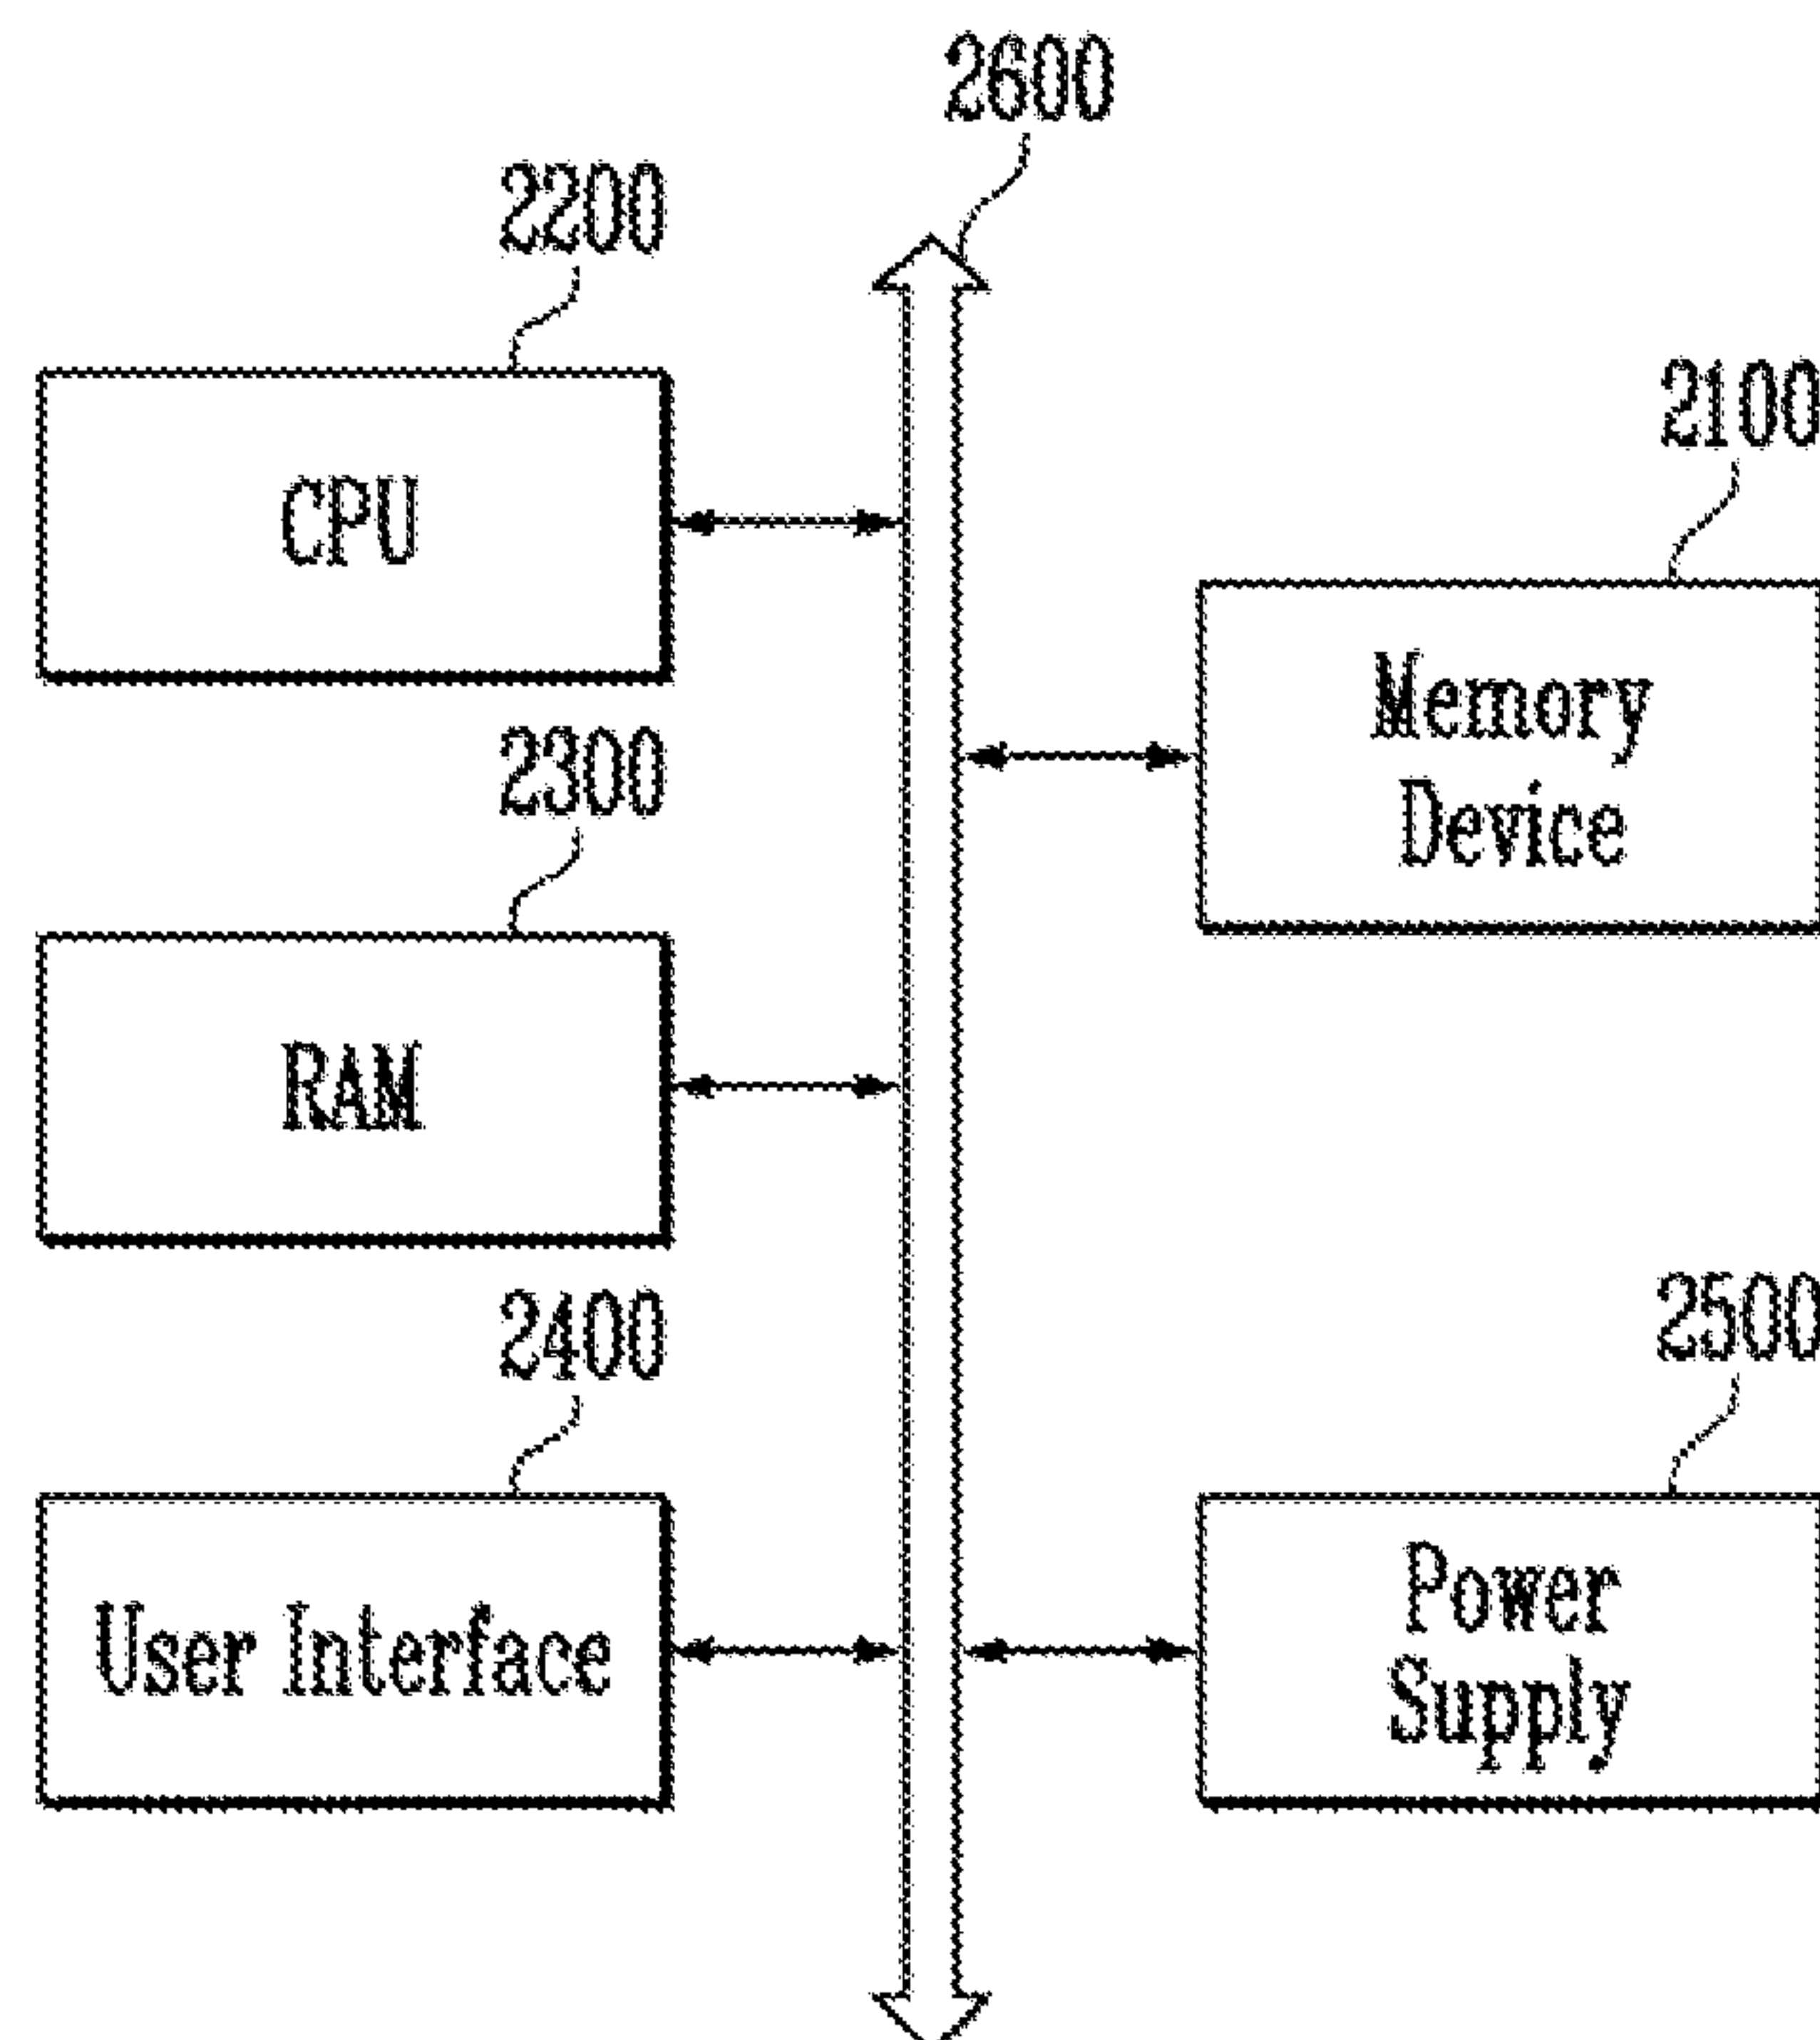 2600
2200
CPU
2100
Memory
Device
2300
RAM
2400
User Interface
2500
Power
Supply